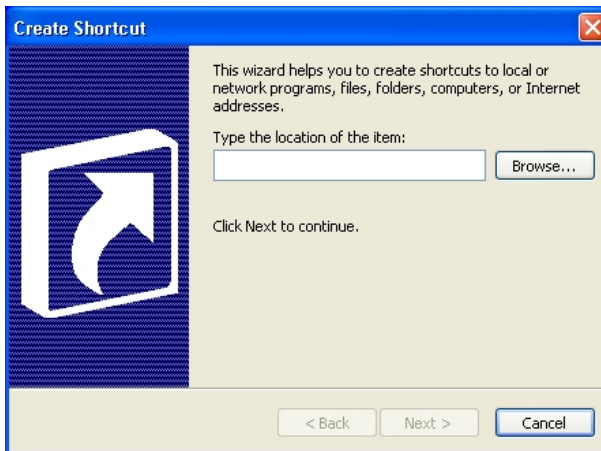 Create Shortcut
This wizard helps you to create shortcuts to local or
network programs, files, folders, computers, or Internet
addresses.
Type the location of the item:
Browse...
Click Next to continue.
< Back
Next >
Cancel